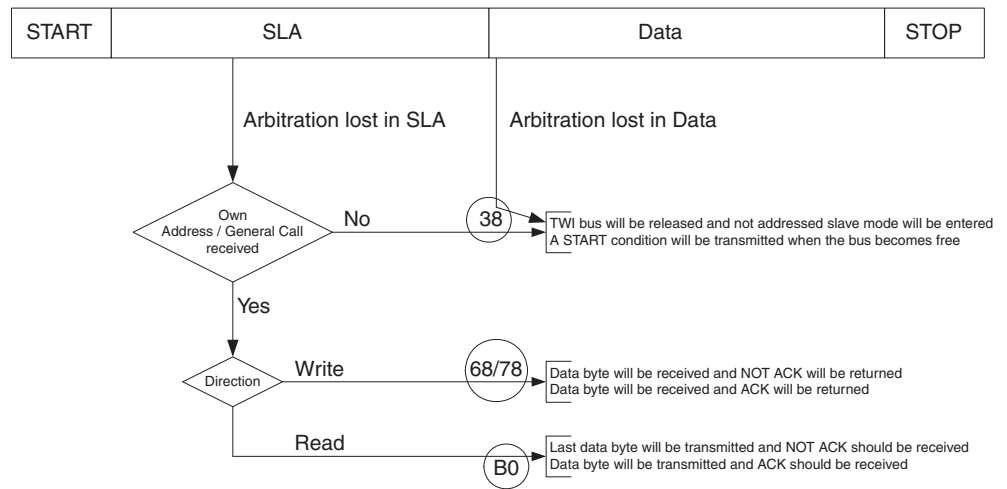 START SLA Data STOP
Arbitration lost in SLA Arbitration lost in Data
Own
Address / General Call
received
No
38
TWI bus will be released and not addressed slave mode will be entered
A START condition will be transmitted when the bus becomes free
Yes
Direction
Write
68/78
Data byte will be received and NOT ACK will be returned
Data byte will be received and ACK will be returned
Read
B0
Last data byte will be transmitted and NOT ACK should be received
Data byte will be transmitted and ACK should be received